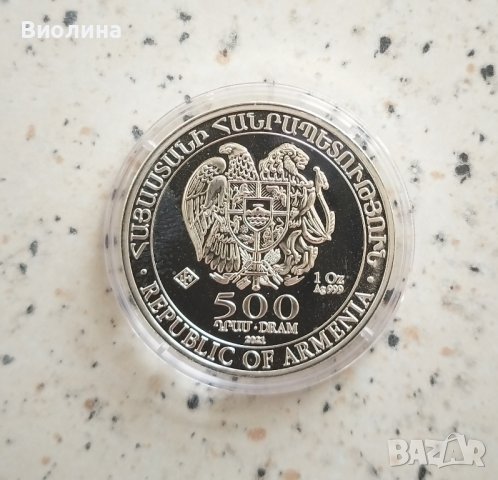 Виолина
ՀԱՅԱՍՏԱՆԻ ՀԱՆՐԱՊԵՏՈՒԹՅՈՒՆ
1 Oz
Ag 999
500
ԴՐԱՄ · DRAM
2021
· REPUBLIC OF ARMENIA ·
BAZAR